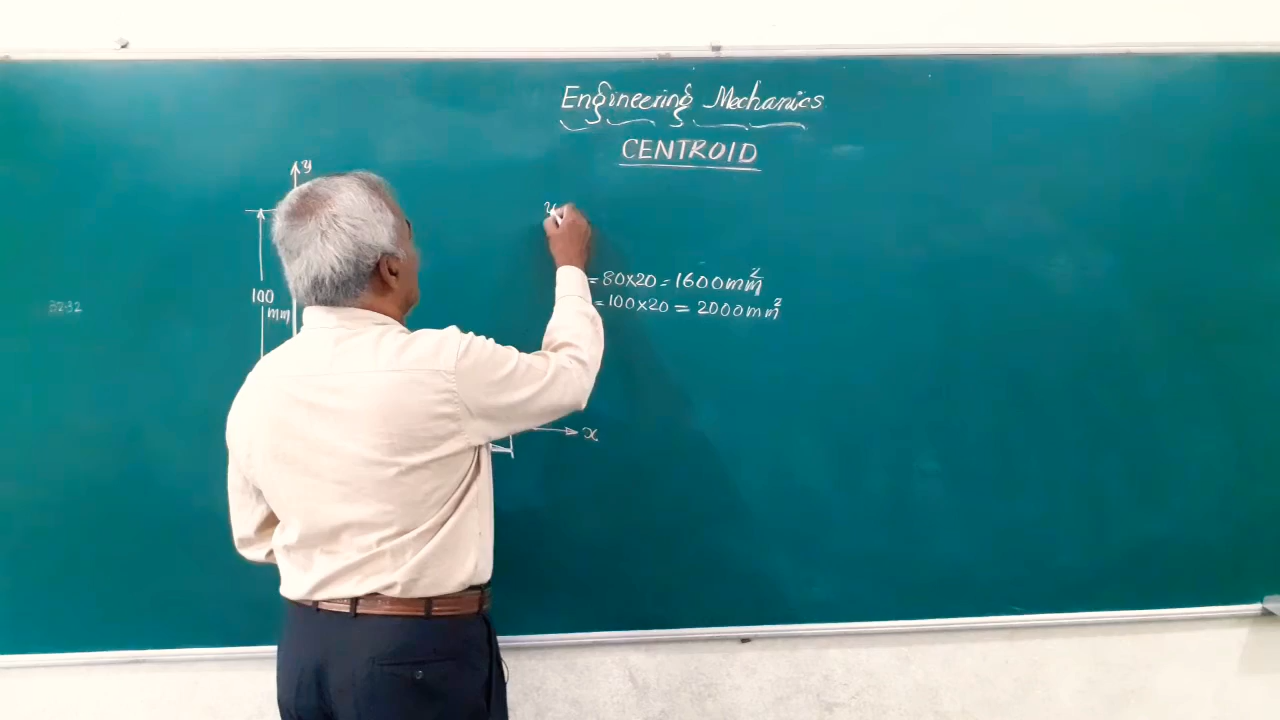 Engineering Mechanics
CENTROID
y
y
= 80x20 = 1600mm²
100
mm
= 100x20 = 2000mm²
x